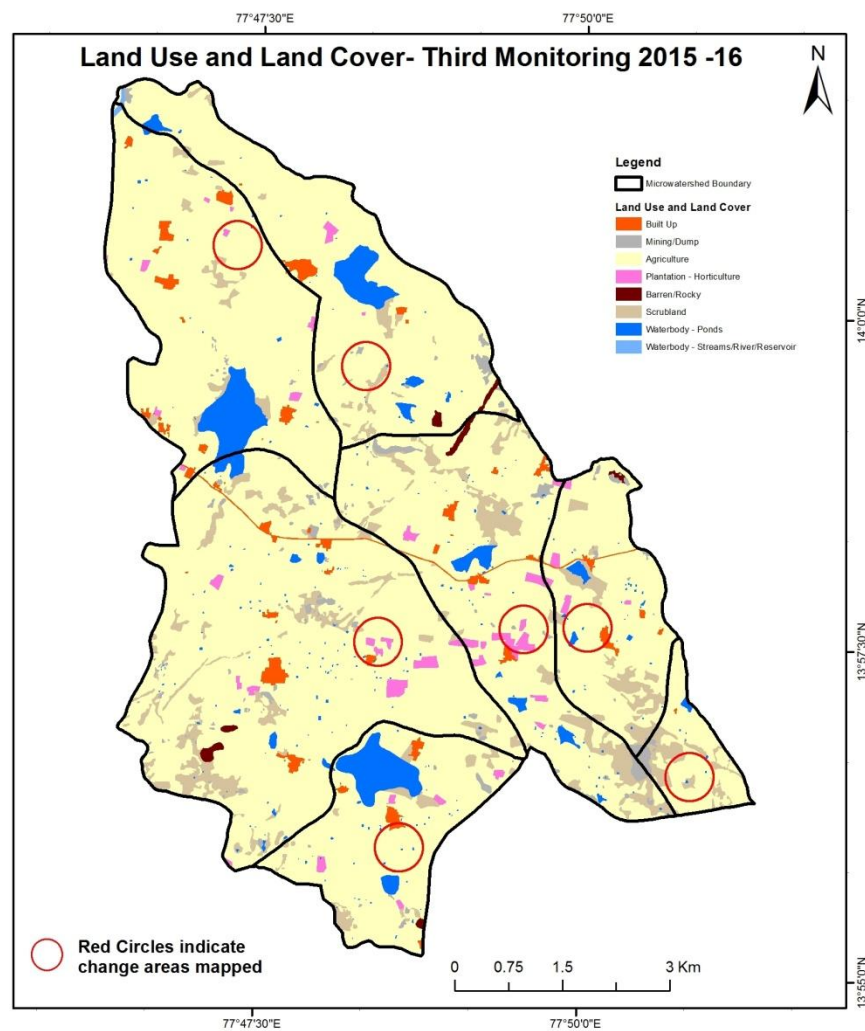 77°47'30"E 77°50'0"E
Land Use and Land Cover- Third Monitoring 2015 -16
N
Legend
Microwatershed Boundary
Land Use and Land Cover
Built Up
Mining/Dump
Agriculture
Plantation - Horticulture
Barren/Rocky
Scrubland
Waterbody - Ponds
Waterbody - Streams/River/Reservoir
14°0'0"N
13°57'30"N
13°55'0"N
Red Circles indicate
change areas mapped
0 0.75 1.5 3 Km
77°47'30"E 77°50'0"E